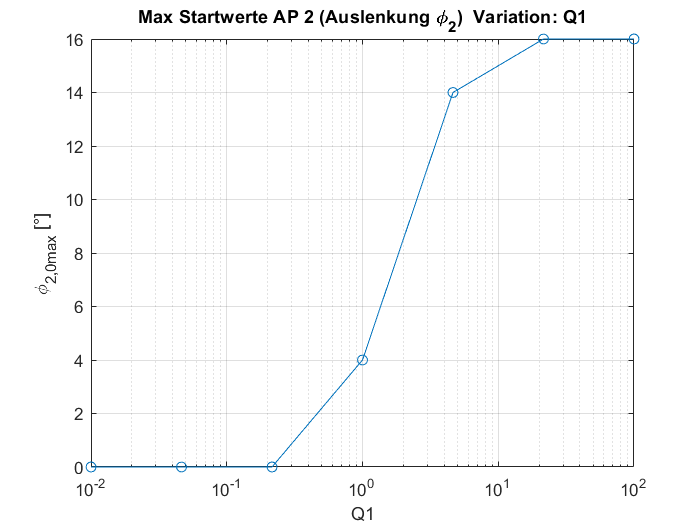 Max Startwerte AP 2 (Auslenkung ϕ₂) Variation: Q1
16
14
12
10
8
6
4
2
0
ϕ2,0max [°]
10⁻² 10⁻¹ 10⁰ 10¹ 10²
Q1